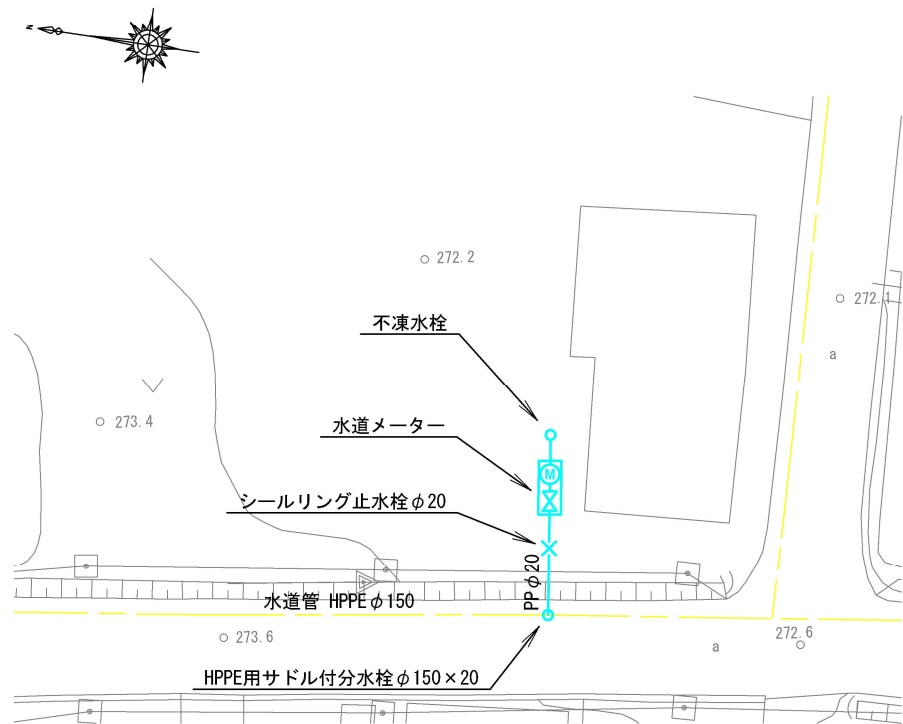 N
272.2
272.1
不凍水栓
a
273.4
水道メーター
M
シールリング止水栓φ20
PPφ20
水道管 HPPEφ150
273.6
272.6
a
HPPE用サドル付分水栓φ150×20